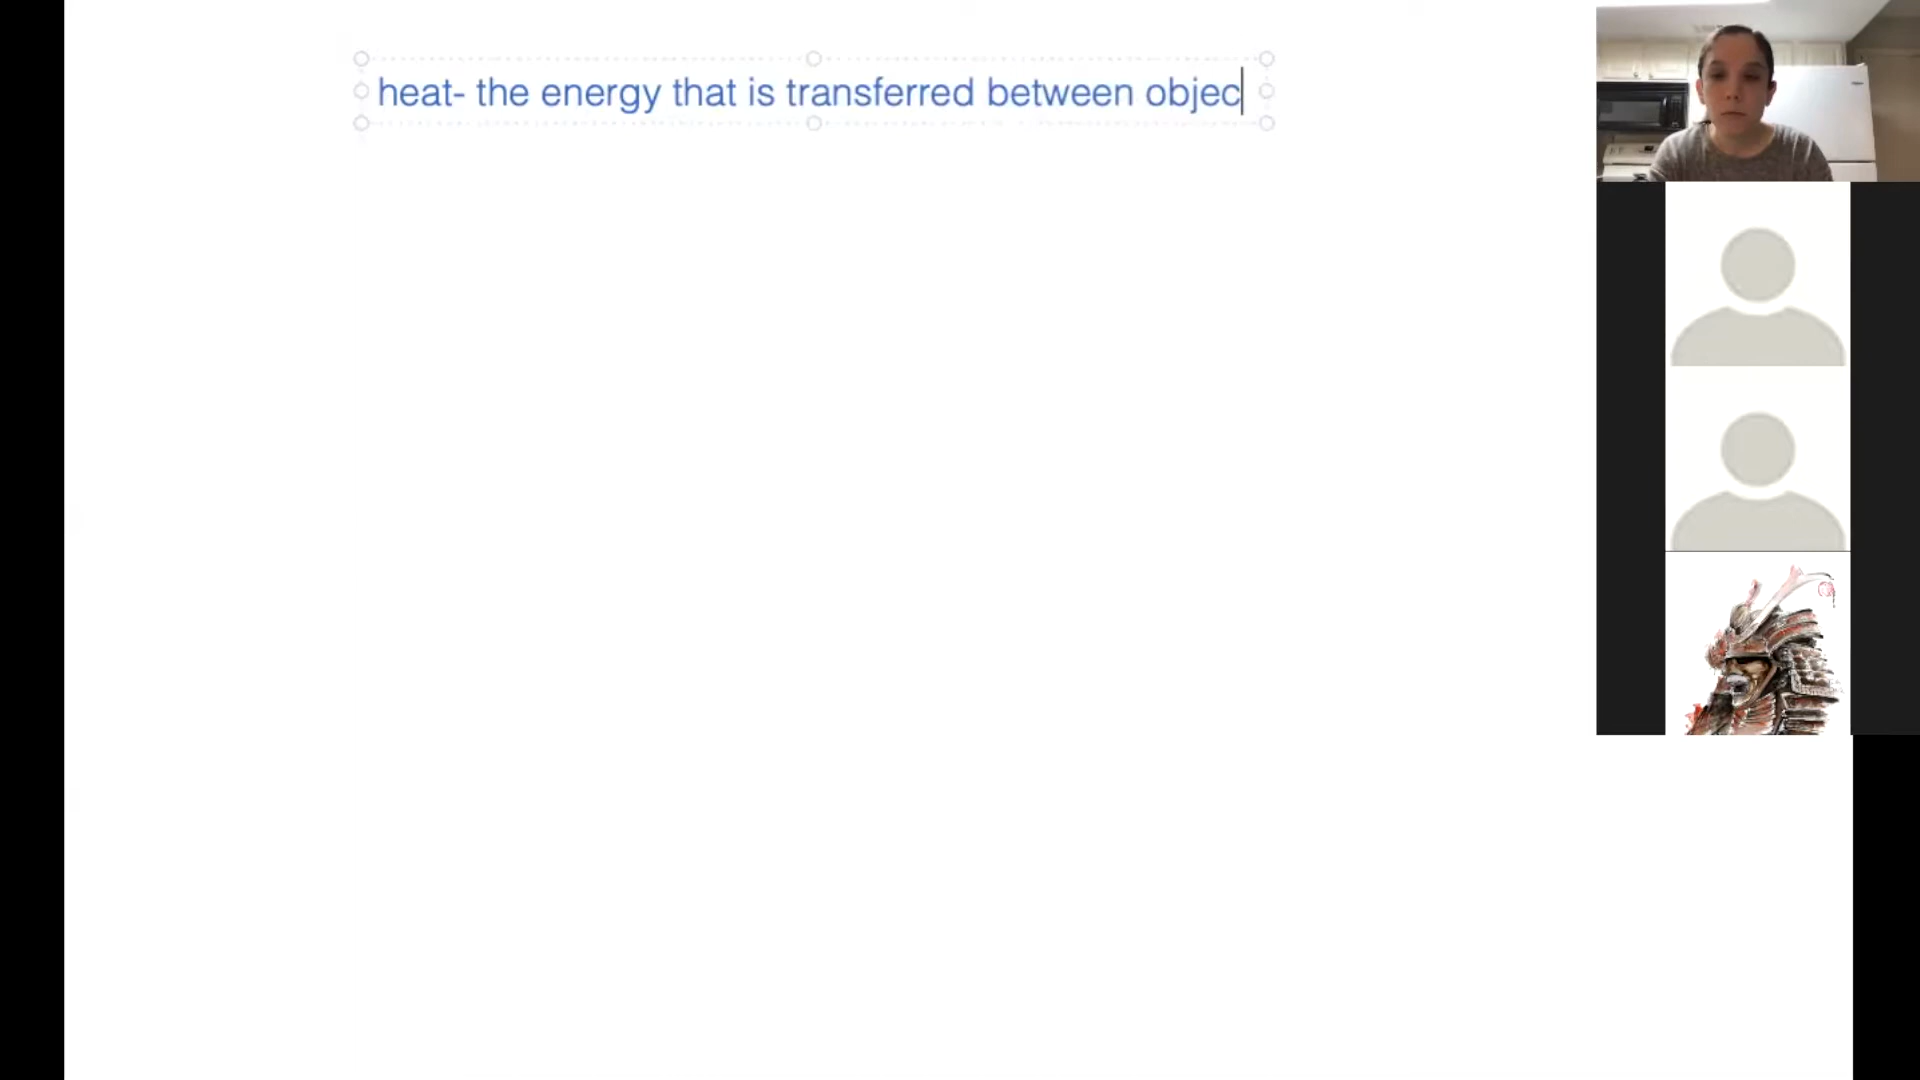 heat- the energy that is transferred between objec